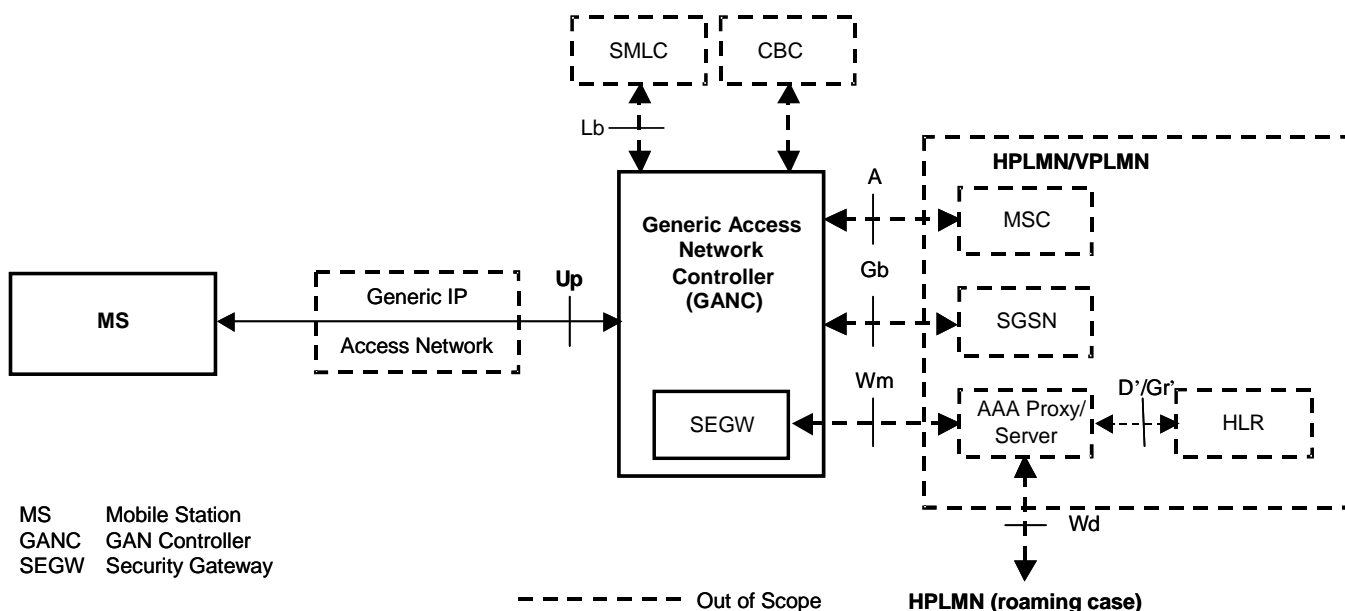 SMLC
CBC
Lb
HPLMN/VPLMN
A
MSC
Generic Access
Network
Controller
(GANC)
Gb
Up
Generic IP
Access Network
MS
SGSN
Wm
D’/Gr’
SEGW
AAA Proxy/
Server
HLR
MS Mobile Station
GANC GAN Controller
SEGW Security Gateway
Wd
Out of Scope
HPLMN (roaming case)